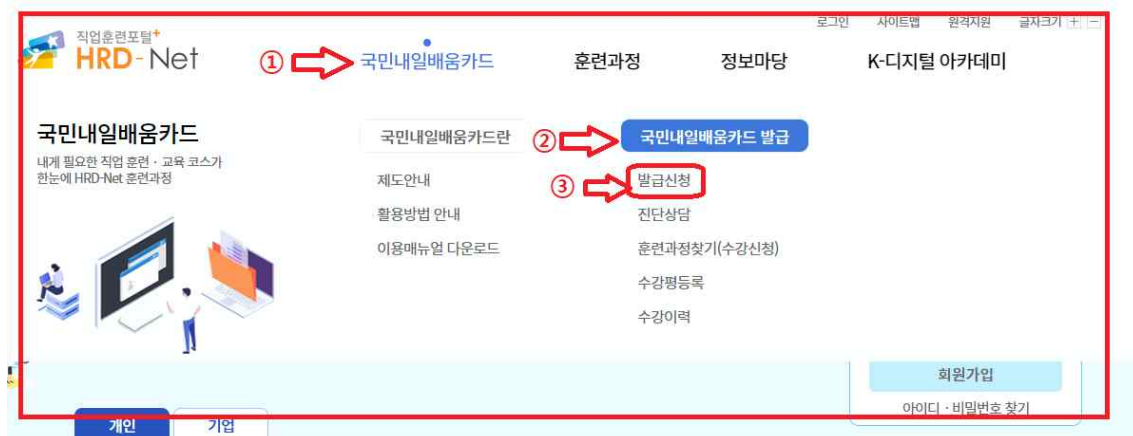 로그인 사이트맵 원격지원 글자크기 + -
직업훈련포털+
HRD-Net
① 국민내일배움카드 훈련과정 정보마당 K-디지털 아카데미
국민내일배움카드
내게 필요한 직업 훈련 · 교육 코스가
한눈에 HRD-Net 훈련과정
국민내일배움카드란
제도안내
활용방법 안내
이용매뉴얼 다운로드
② 국민내일배움카드 발급
③ 발급신청
진단상담
훈련과정찾기(수강신청)
수강평등록
수강이력
회원가입
아이디 · 비밀번호 찾기
개인 기업